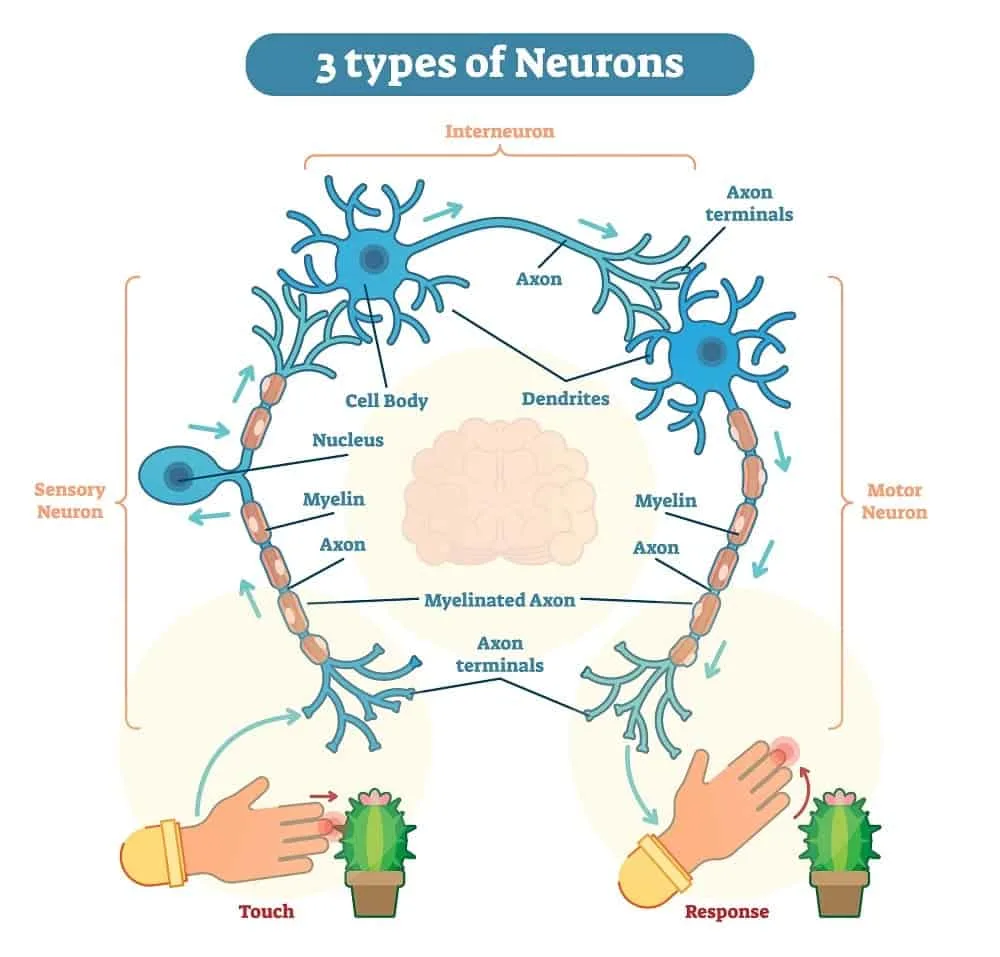 3 types of Neurons
Interneuron
Axon
terminals
Axon
Cell Body
Dendrites
Nucleus
Sensory
Neuron
Myelin
Myelin
Motor
Neuron
Axon
Axon
Myelinated Axon
Axon
terminals
Touch
Response